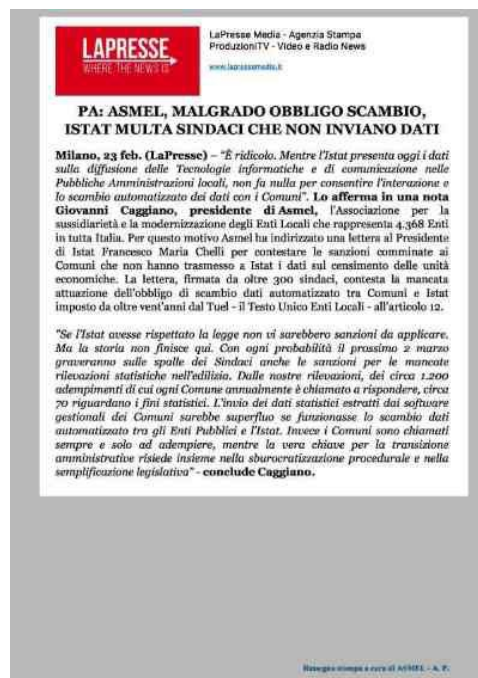 LAPRESSE
WHERE THE NEWS IS
LaPresse Media - Agenzia Stampa
ProduzioniTV - Video e Radio News
www.lapressemedia.it
PA: ASMEL, MALGRADO OBBLIGO SCAMBIO,
ISTAT MULTA SINDACI CHE NON INVIANO DATI
Milano, 23 feb. (LaPresse) – "È ridicolo. Mentre l'Istat presenta oggi i dati
sulla diffusione delle Tecnologie informatiche e di comunicazione nelle
Pubbliche Amministrazioni locali, non fa nulla per consentire l'interazione e
lo scambio automatizzato dei dati con i Comuni". Lo afferma in una nota
Giovanni Caggiano, presidente di Asmel, l'Associazione per la
sussidiarietà e la modernizzazione degli Enti Locali che rappresenta 4.368 Enti
in tutta Italia. Per questo motivo Asmel ha indirizzato una lettera al Presidente
di Istat Francesco Maria Chelli per contestare le sanzioni comminate ai
Comuni che non hanno trasmesso a Istat i dati sul censimento delle unità
economiche. La lettera, firmata da oltre 300 sindaci, contesta la mancata
attuazione dell'obbligo di scambio dati automatizzato tra Comuni e Istat
imposto da oltre vent'anni dal Tuel - il Testo Unico Enti Locali - all'articolo 12.
"Se l'Istat avesse rispettato la legge non vi sarebbero sanzioni da applicare.
Ma la storia non finisce qui. Con ogni probabilità il prossimo 2 marzo
graveranno sulle spalle dei Sindaci anche le sanzioni per le mancate
rilevazioni statistiche nell'edilizia. Dalle nostre rilevazioni, dei circa 1.200
adempimenti di cui ogni Comune annualmente è chiamato a rispondere, circa
70 riguardano i fini statistici. L'invio dei dati statistici estratti dai software
gestionali dei Comuni sarebbe superfluo se funzionasse lo scambio dati
automatizzato tra gli Enti Pubblici e l'Istat. Invece i Comuni sono chiamati
sempre e solo ad adempiere, mentre la vera chiave per la transizione
amministrative risiede insieme nella sburocratizzazione procedurale e nella
semplificazione legislativa" - conclude Caggiano.
Rassegna stampa a cura di ASMEL - A. P.